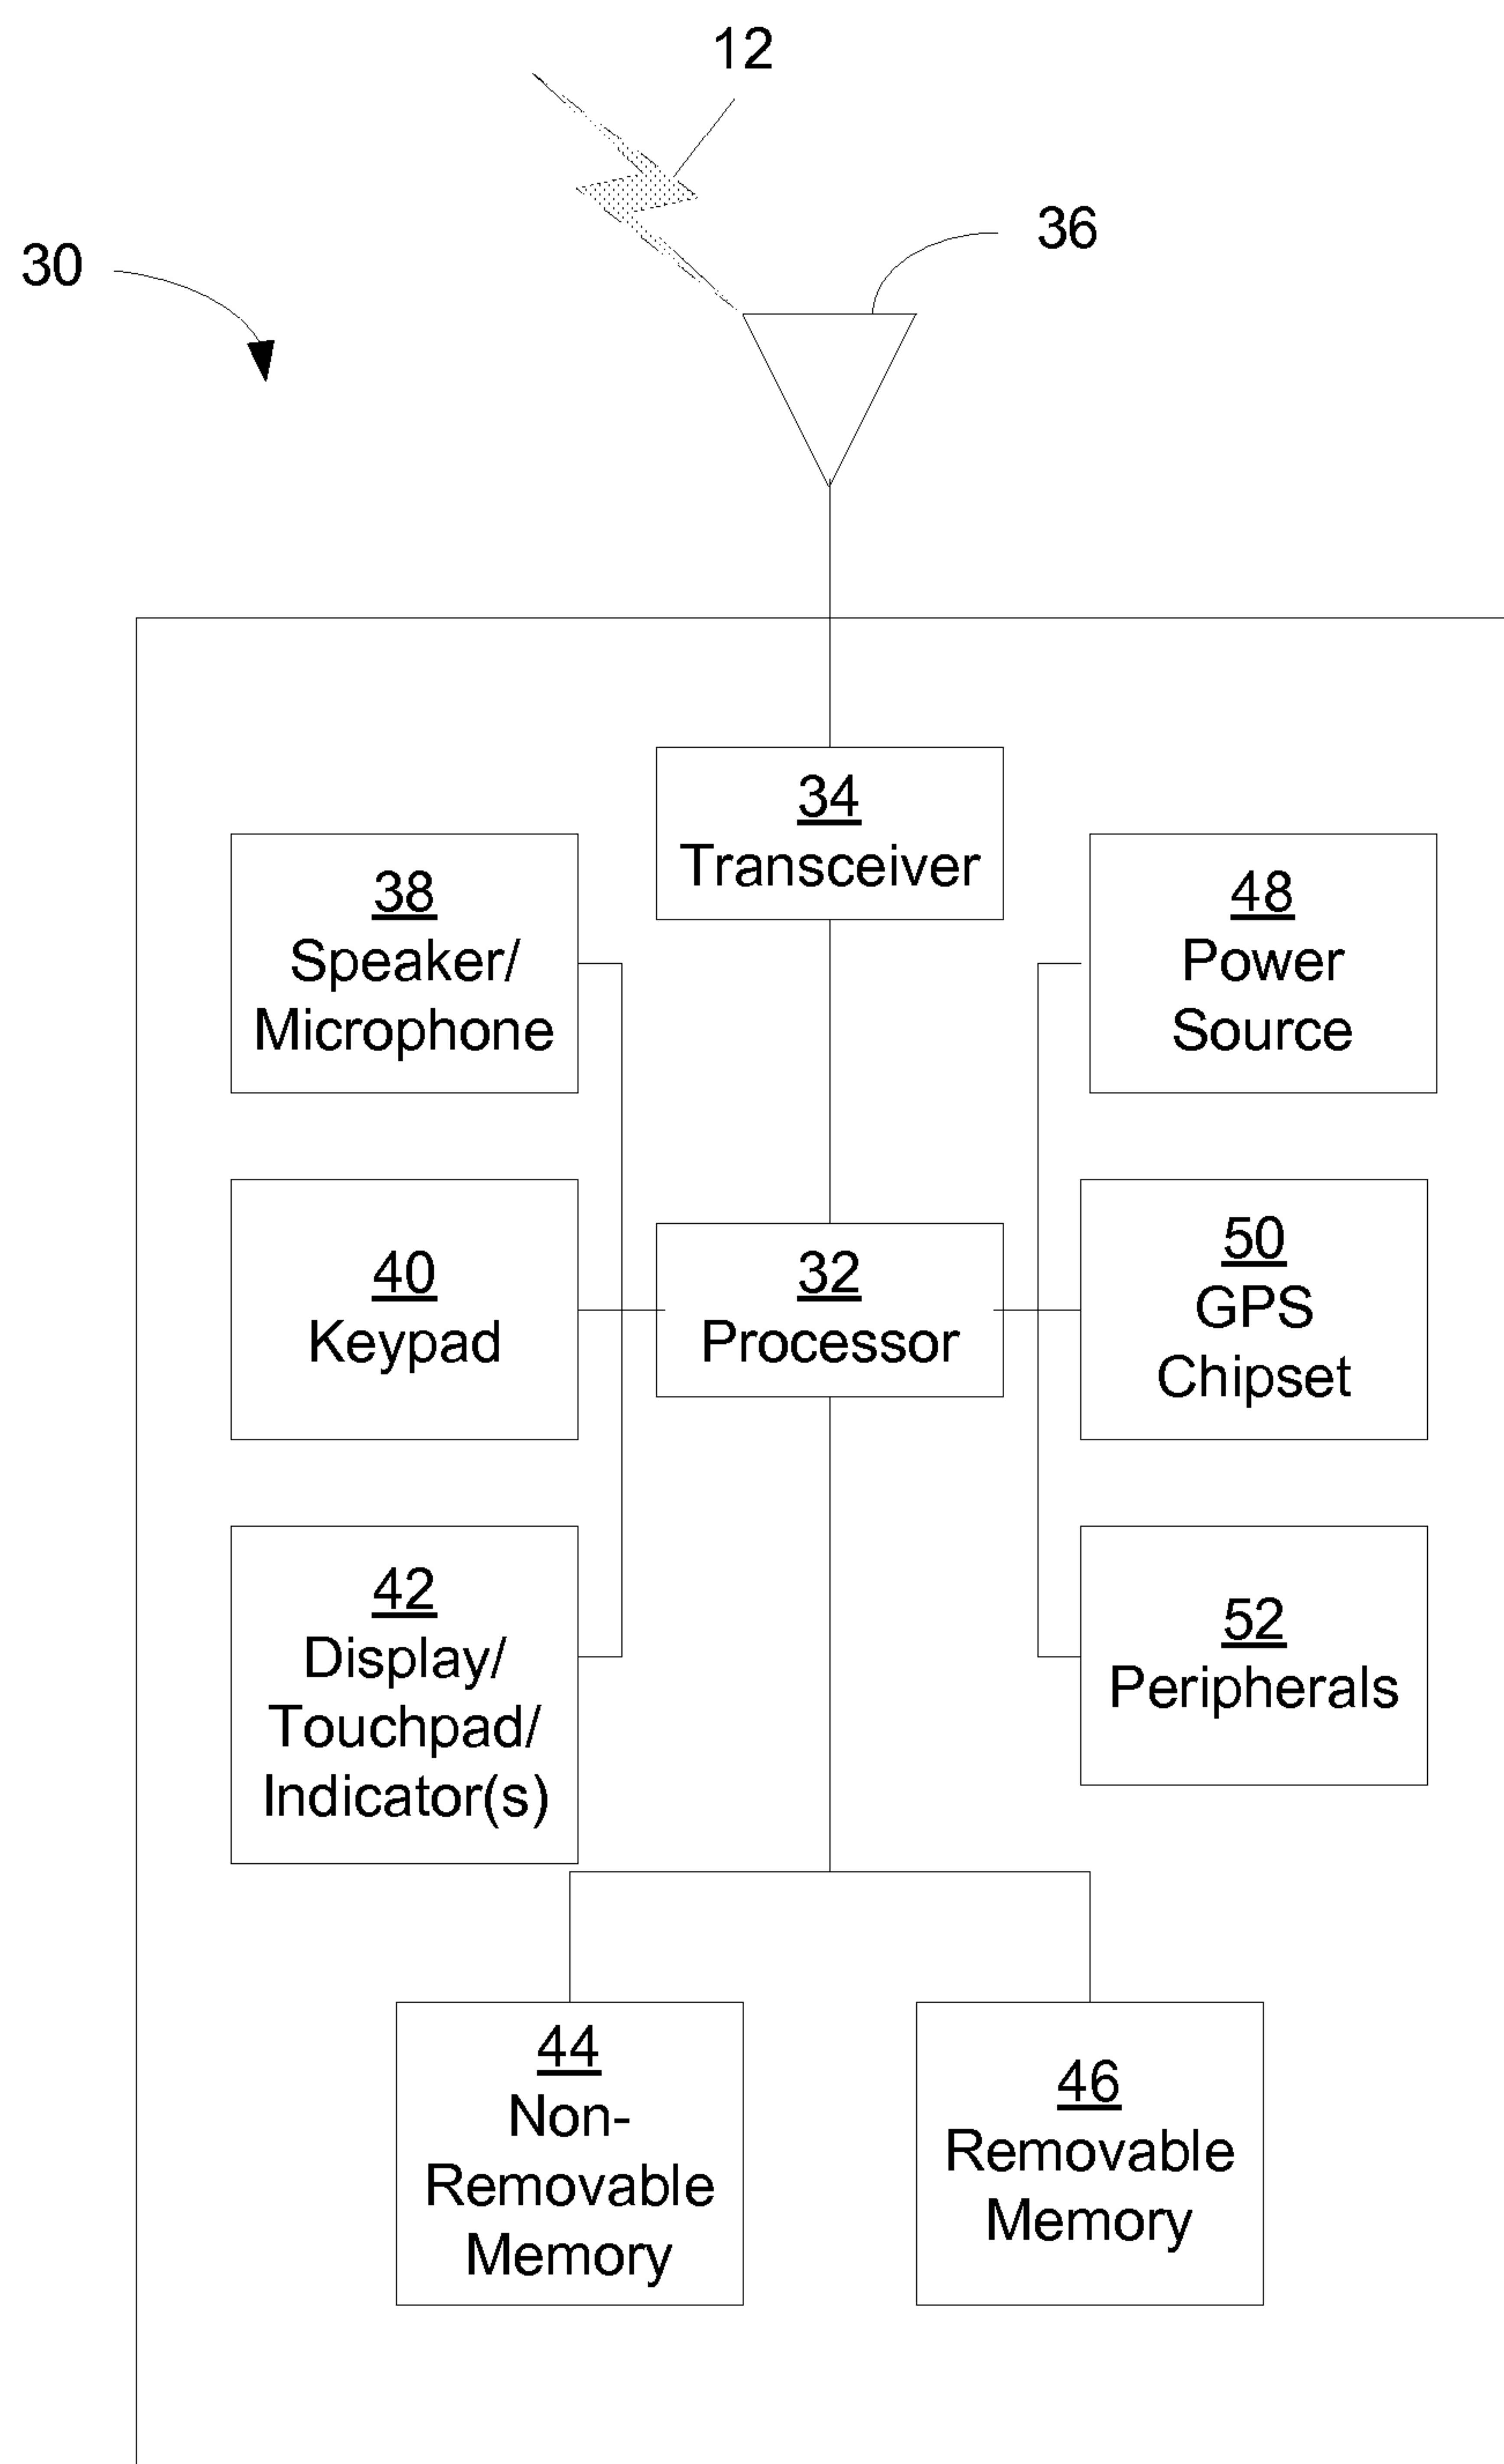 12
36
30
34
Transceiver
38
Speaker/
Microphone
48
Power
Source
40
Keypad
32
Processor
50
GPS
Chipset
42
Display/
Touchpad/
Indicator(s)
52
Peripherals
44
Non-
Removable
Memory
46
Removable
Memory